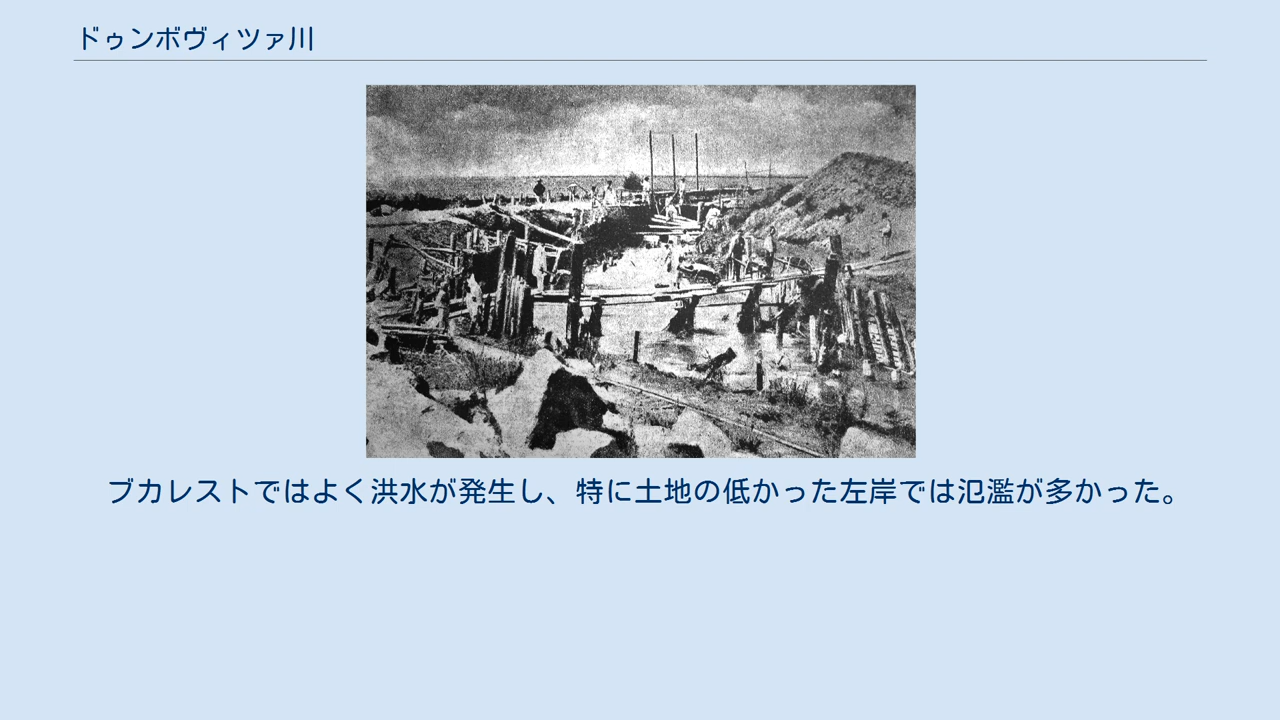 ドゥンボヴィツァ川
ブカレストではよく洪水が発生し、特に土地の低かった左岸では氾濫が多かった。